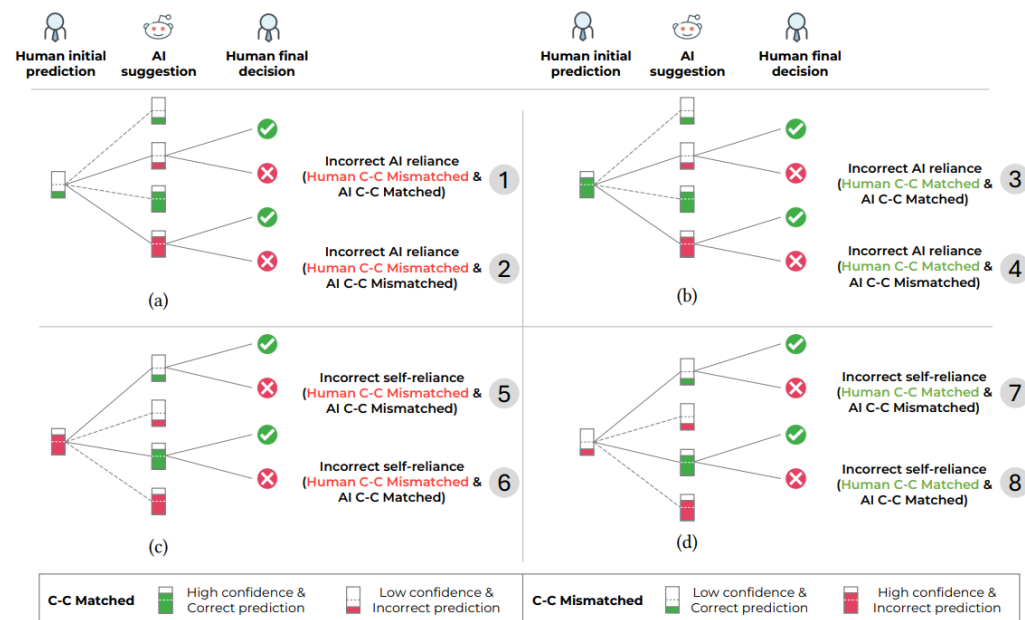 Human initial
prediction
AI
suggestion
Human final
decision
Human initial
prediction
AI
suggestion
Human final
decision
Incorrect AI reliance
(Human C-C Mismatched &
AI C-C Matched)
1
Incorrect AI reliance
(Human C-C Mismatched &
AI C-C Mismatched)
2
(a)
Incorrect AI reliance
(Human C-C Matched &
AI C-C Matched)
3
Incorrect AI reliance
(Human C-C Matched &
AI C-C Mismatched)
4
(b)
Incorrect self-reliance
(Human C-C Mismatched &
AI C-C Mismatched)
5
Incorrect self-reliance
(Human C-C Mismatched &
AI C-C Matched)
6
(c)
Incorrect self-reliance
(Human C-C Matched &
AI C-C Mismatched)
7
Incorrect self-reliance
(Human C-C Matched &
AI C-C Matched)
8
(d)
C-C Matched
High confidence &
Correct prediction
Low confidence &
Incorrect prediction
C-C Mismatched
Low confidence &
Correct prediction
High confidence &
Incorrect prediction